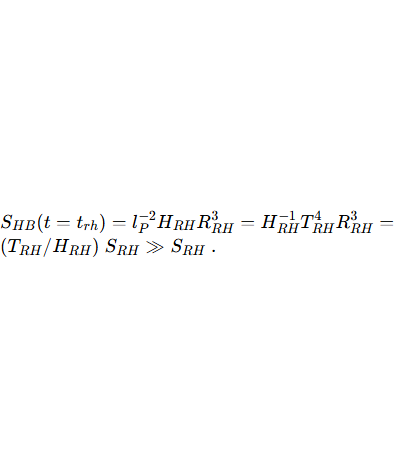 $S_{HB}(t = t_{rh}) = l_P^{-2} H_{RH} R_{RH}^3 = H_{RH}^{-1} T_{RH}^4 R_{RH}^3 =$
$(T_{RH}/H_{RH}) \; S_{RH} \gg S_{RH} \; .$